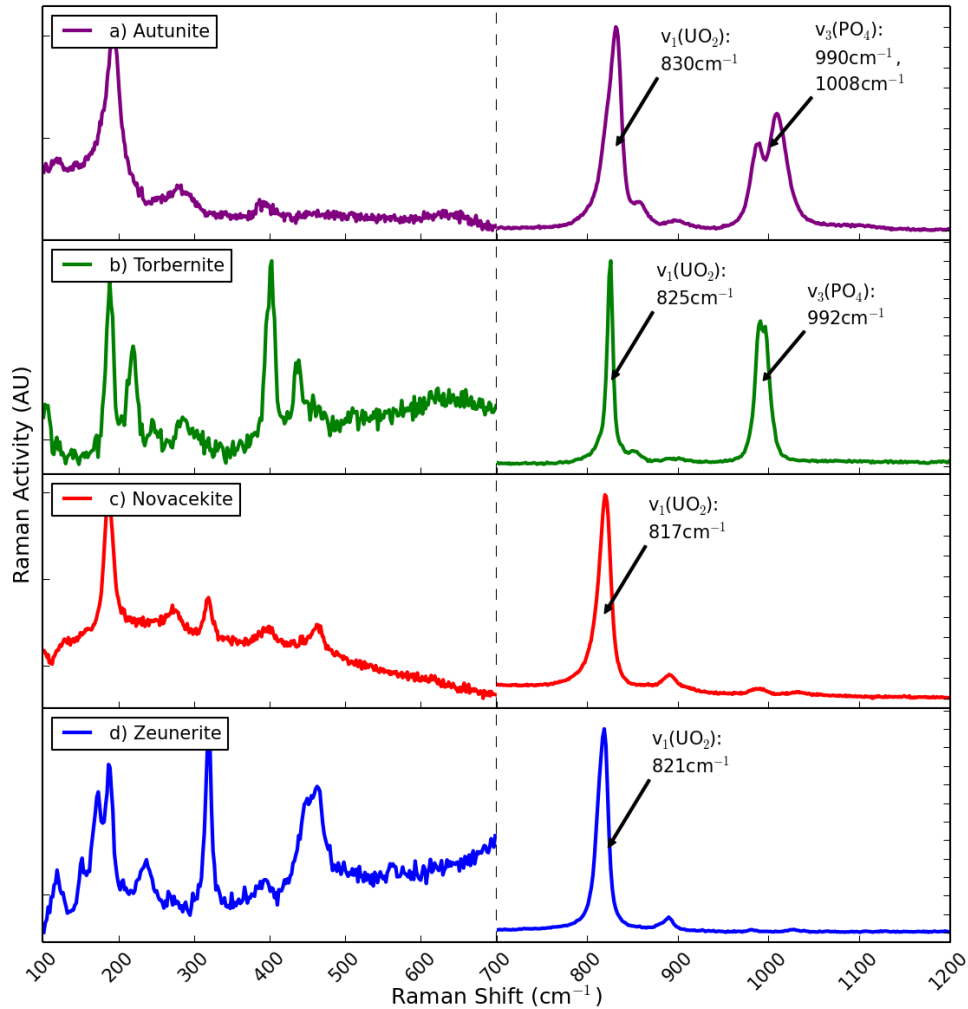 a) Autunite
v₁(UO₂):
830cm⁻¹
v₃(PO₄):
990cm⁻¹,
1008cm⁻¹
b) Torbernite
v₁(UO₂):
825cm⁻¹
v₃(PO₄):
992cm⁻¹
c) Novacekite
v₁(UO₂):
817cm⁻¹
d) Zeunerite
v₁(UO₂):
821cm⁻¹
Raman Activity (AU)
100 200 300 400 500 600 700 800 900 1000 1100 1200
Raman Shift (cm⁻¹)